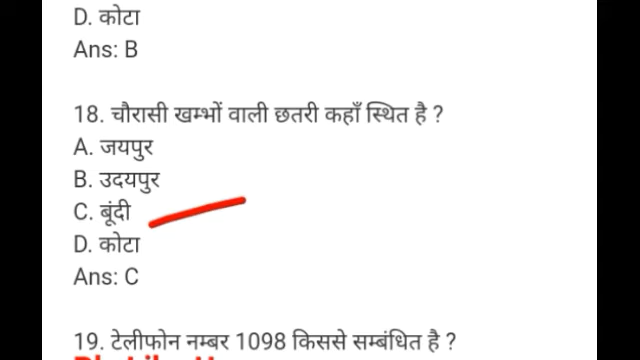 D. कोटा
Ans: B
18. चौरासी खम्भों वाली छतरी कहाँ स्थित है ?
A. जयपुर
B. उदयपुर
C. बूंदी
D. कोटा
Ans: C
19. टेलीफोन नम्बर 1098 किससे सम्बंधित है ?